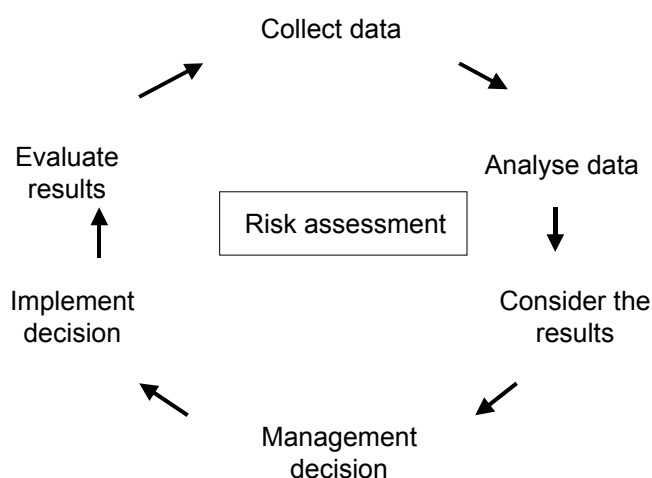 Collect data
Analyse data
Consider the
results
Management
decision
Implement
decision
Evaluate
results
Risk assessment